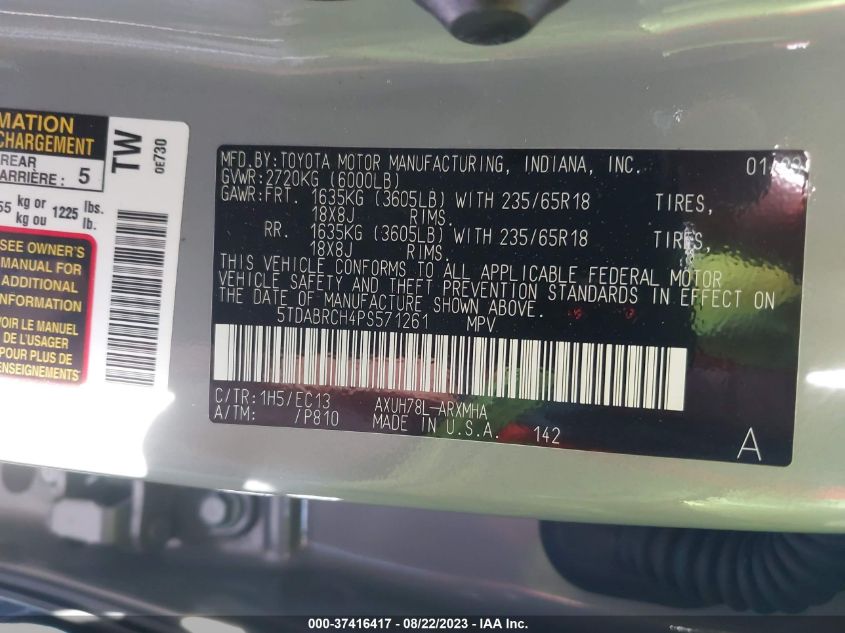 MATION
CHARGEMENT
REAR
ARRIÈRE : 5
55 kg or 1225 lbs.
kg ou lb.
SEE OWNER'S
MANUAL FOR
ADDITIONAL
INFORMATION
VOIR LE MANUEL
DE L'USAGER
POUR PLUS DE
RENSEIGNEMENTS
TW
0E730
MFD.BY:TOYOTA MOTOR MANUFACTURING, INDIANA, INC.
GVWR:2720KG (6000LB)
GAWR:FRT. 1635KG (3605LB) WITH 235/65R18 TIRES,
18X8J RIMS.
RR. 1635KG (3605LB) WITH 235/65R18 TIRES,
18X8J RIMS.
THIS VEHICLE CONFORMS TO ALL APPLICABLE FEDERAL MOTOR
VEHICLE SAFETY AND THEFT PREVENTION STANDARDS IN EFFECT ON
THE DATE OF MANUFACTURE SHOWN ABOVE.
5TDABRCH4PS571261 MPV
C/TR:1H5/EC13 AXUH78L-ARXMHA
A/TM: /P810 MADE IN U.S.A. 142
A
000-37416417 - 08/22/2023 - IAA Inc.